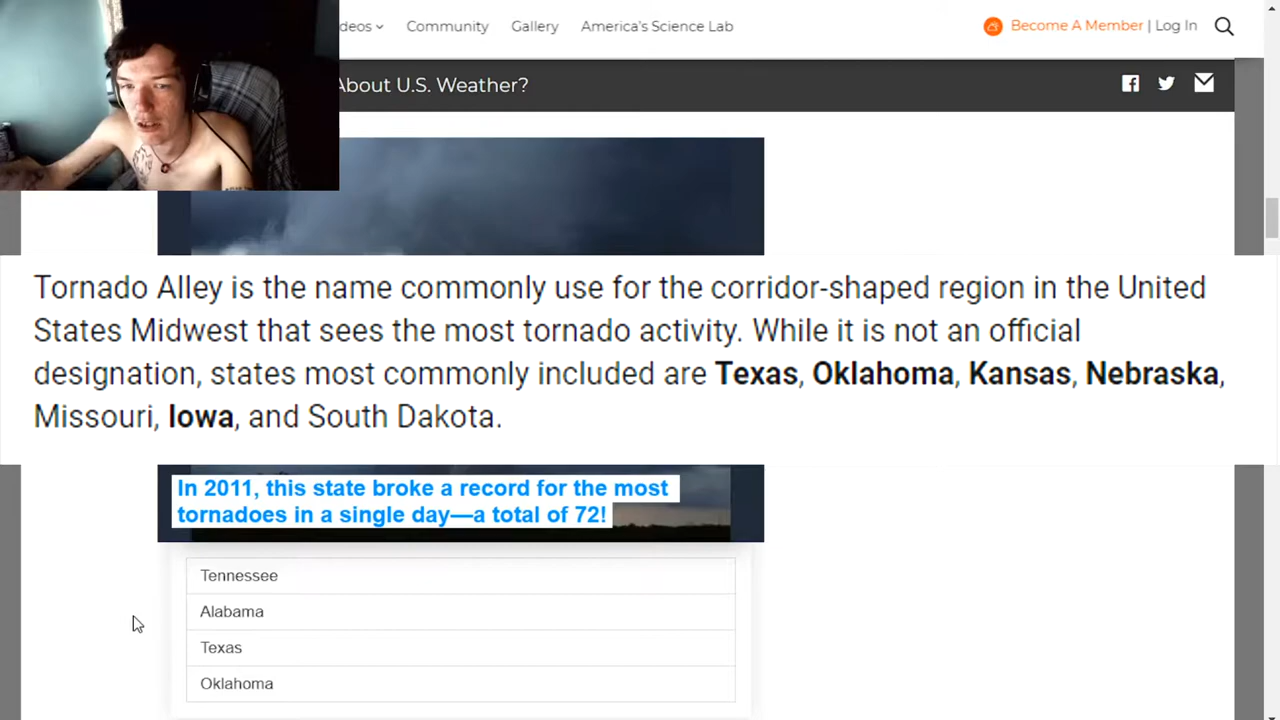 deos Community Gallery America's Science Lab Become A Member | Log In
About U.S. Weather?
Tornado Alley is the name commonly use for the corridor-shaped region in the United
States Midwest that sees the most tornado activity. While it is not an official
designation, states most commonly included are Texas, Oklahoma, Kansas, Nebraska,
Missouri, Iowa, and South Dakota.
In 2011, this state broke a record for the most
tornadoes in a single day—a total of 72!
Tennessee
Alabama
Texas
Oklahoma